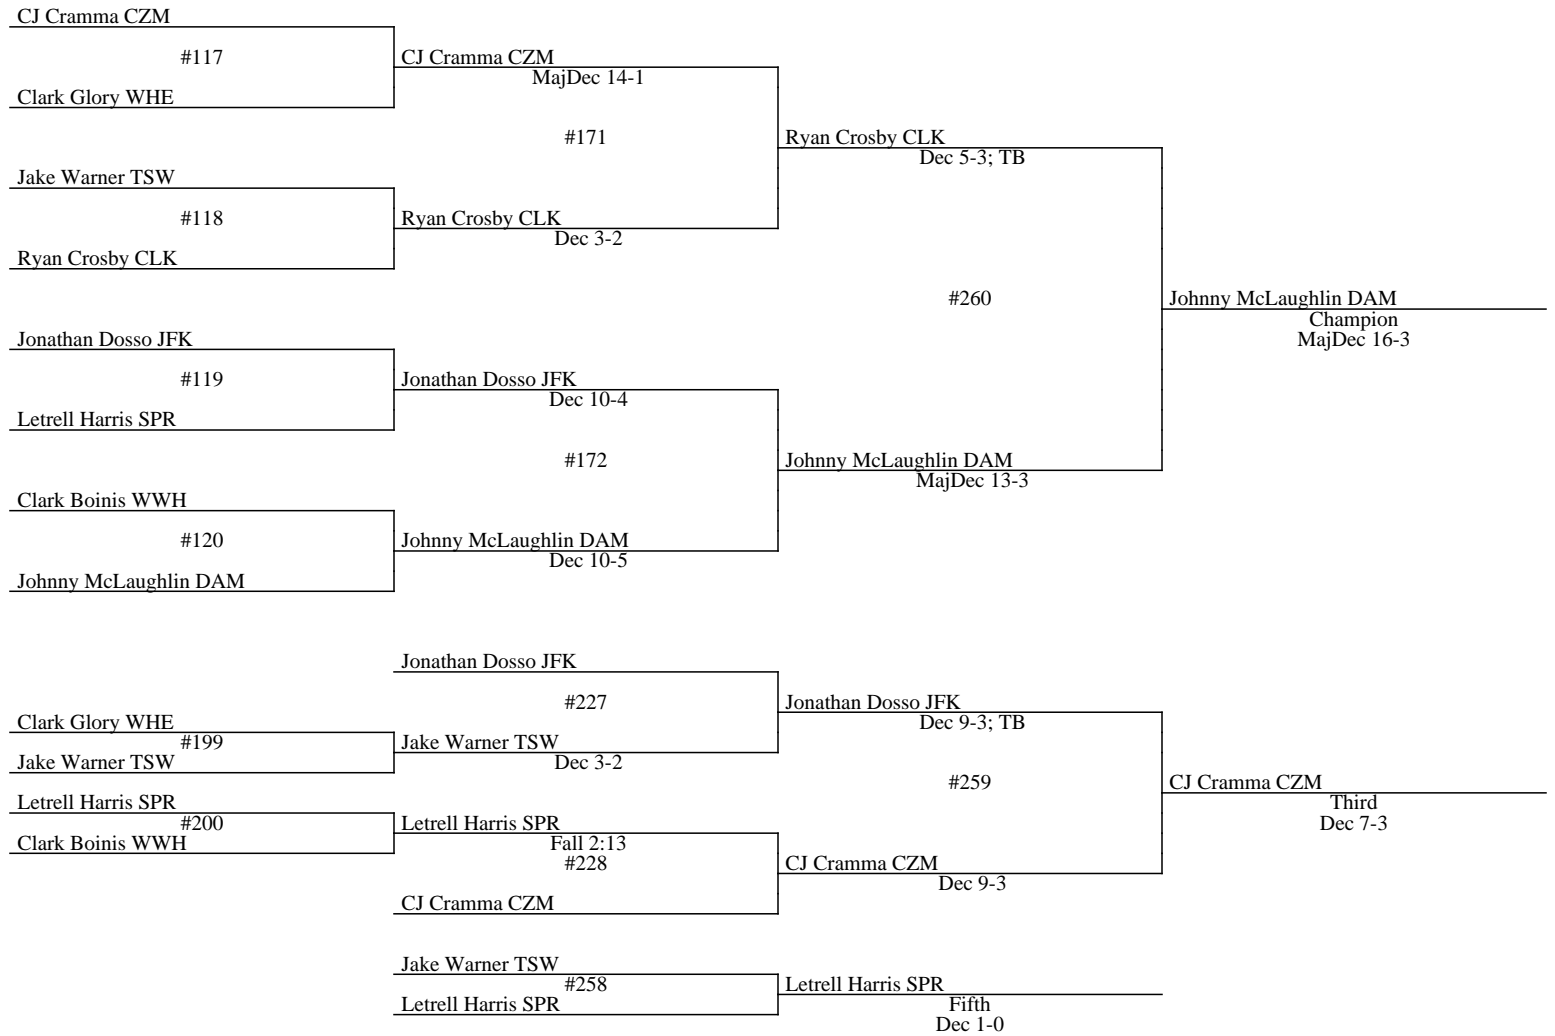 CJ Cramma CZM
#117
CJ Cramma CZM
MajDec 14-1
Clark Glory WHE
#171
Ryan Crosby CLK
Dec 5-3; TB
Jake Warner TSW
#118
Ryan Crosby CLK
Dec 3-2
Ryan Crosby CLK
#260
Johnny McLaughlin DAM
Champion
MajDec 16-3
Jonathan Dosso JFK
#119
Jonathan Dosso JFK
Dec 10-4
Letrell Harris SPR
#172
Johnny McLaughlin DAM
MajDec 13-3
Clark Boinis WWH
#120
Johnny McLaughlin DAM
Dec 10-5
Johnny McLaughlin DAM
Jonathan Dosso JFK
#227
Jonathan Dosso JFK
Dec 9-3; TB
Clark Glory WHE
#199
Jake Warner TSW
Dec 3-2
Jake Warner TSW
#259
CJ Cramma CZM
Third
Dec 7-3
Letrell Harris SPR
#200
Letrell Harris SPR
Fall 2:13
Clark Boinis WWH
#228
CJ Cramma CZM
Dec 9-3
CJ Cramma CZM
Jake Warner TSW
#258
Letrell Harris SPR
Fifth
Dec 1-0
Letrell Harris SPR